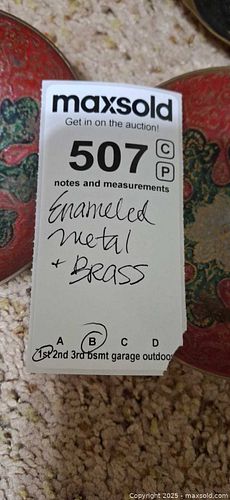 maxsold
Get in on the auction!
507 C
P
notes and measurements
Enameled
metal
+ BRASS
A B C D
1st 2nd 3rd bsmt garage outdoor
Copyright © 2025 - maxsold.com